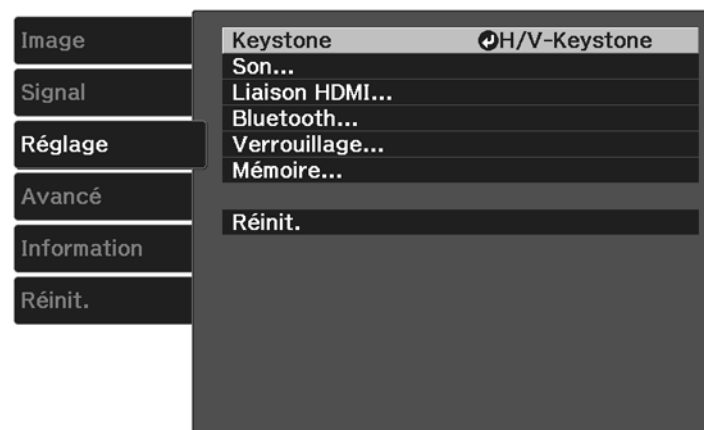 Image
Signal
Réglage
Avancé
Information
Réinit.
Keystone H/V-Keystone
Son...
Liaison HDMI...
Bluetooth...
Verrouillage...
Mémoire...
Réinit.